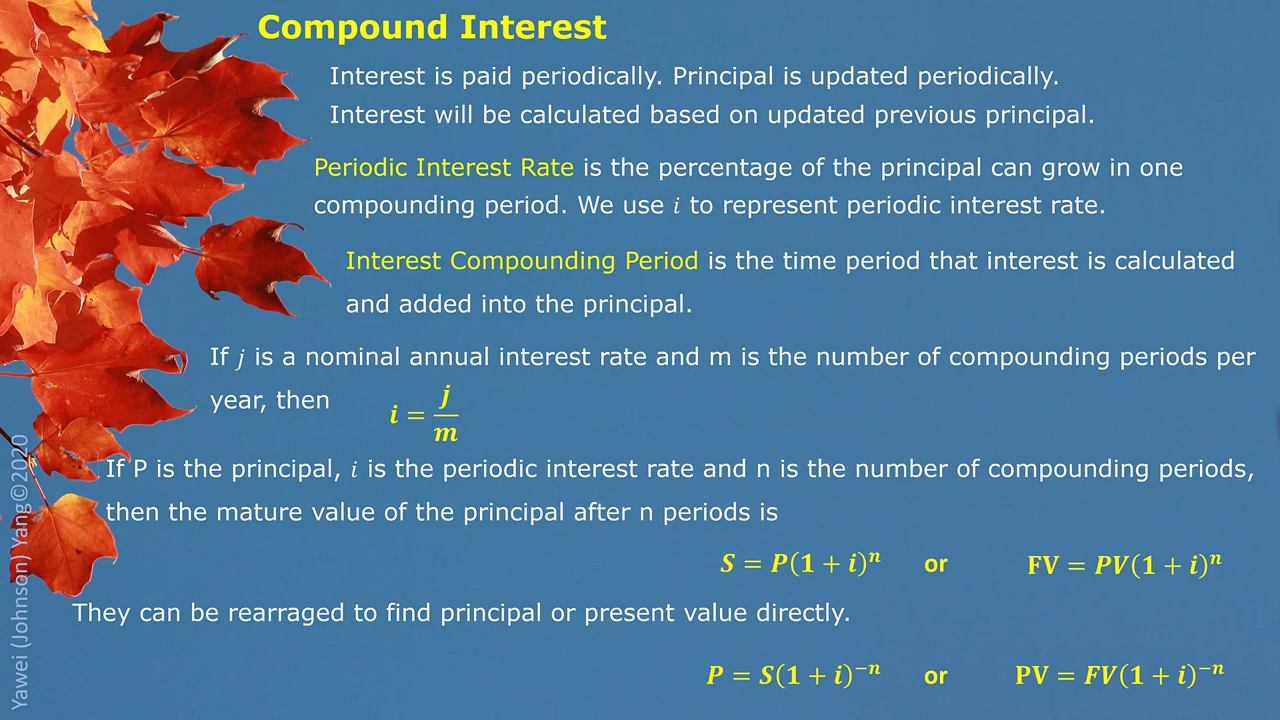 Compound Interest
Interest is paid periodically. Principal is updated periodically.
Interest will be calculated based on updated previous principal.
Periodic Interest Rate is the percentage of the principal can grow in one
compounding period. We use i to represent periodic interest rate.
Interest Compounding Period is the time period that interest is calculated
and added into the principal.
If j is a nominal annual interest rate and m is the number of compounding periods per
year, then i = j/m
If P is the principal, i is the periodic interest rate and n is the number of compounding periods,
then the mature value of the principal after n periods is
S = P(1 + i)^n or FV = PV(1 + i)^n
They can be rearraged to find principal or present value directly.
P = S(1 + i)^−n or PV = FV(1 + i)^−n
Yawei (Johnson) Yang©2020